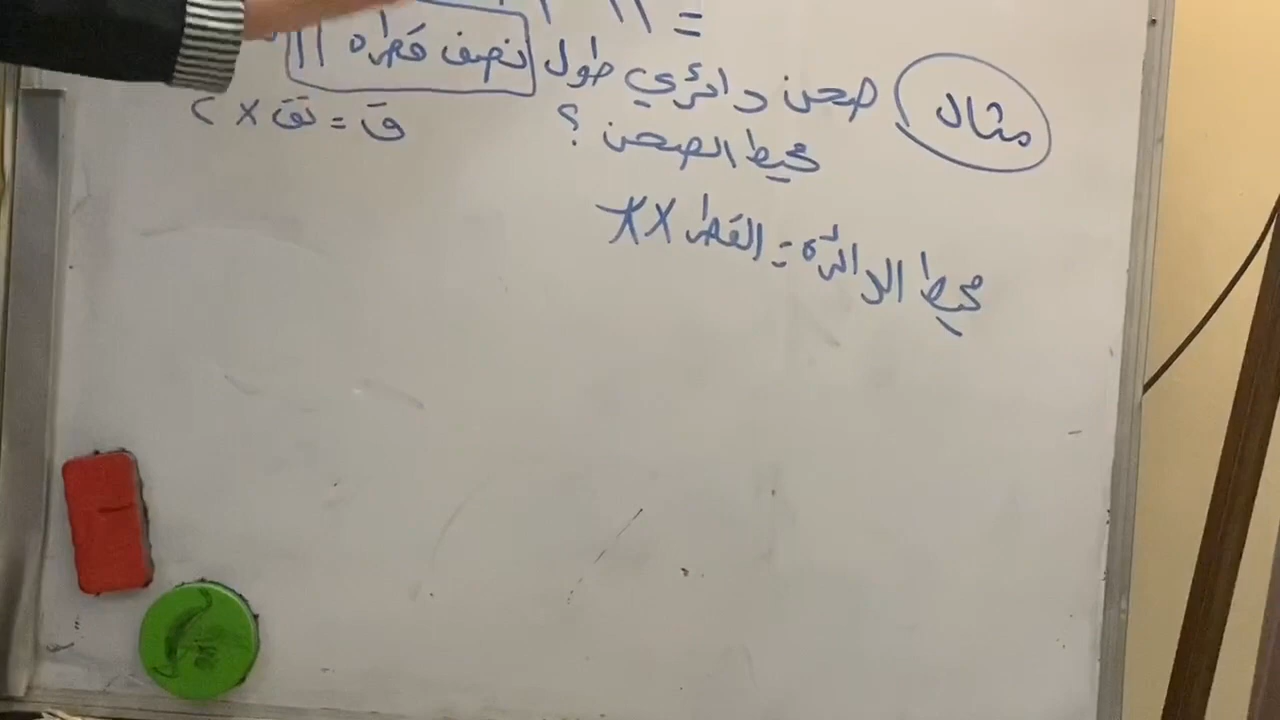 =
مثال صحن دائري طول نصف قطره ١١
محيط الصحن ؟
ق = نق × ٢
محيط الدائرة = القطر × π